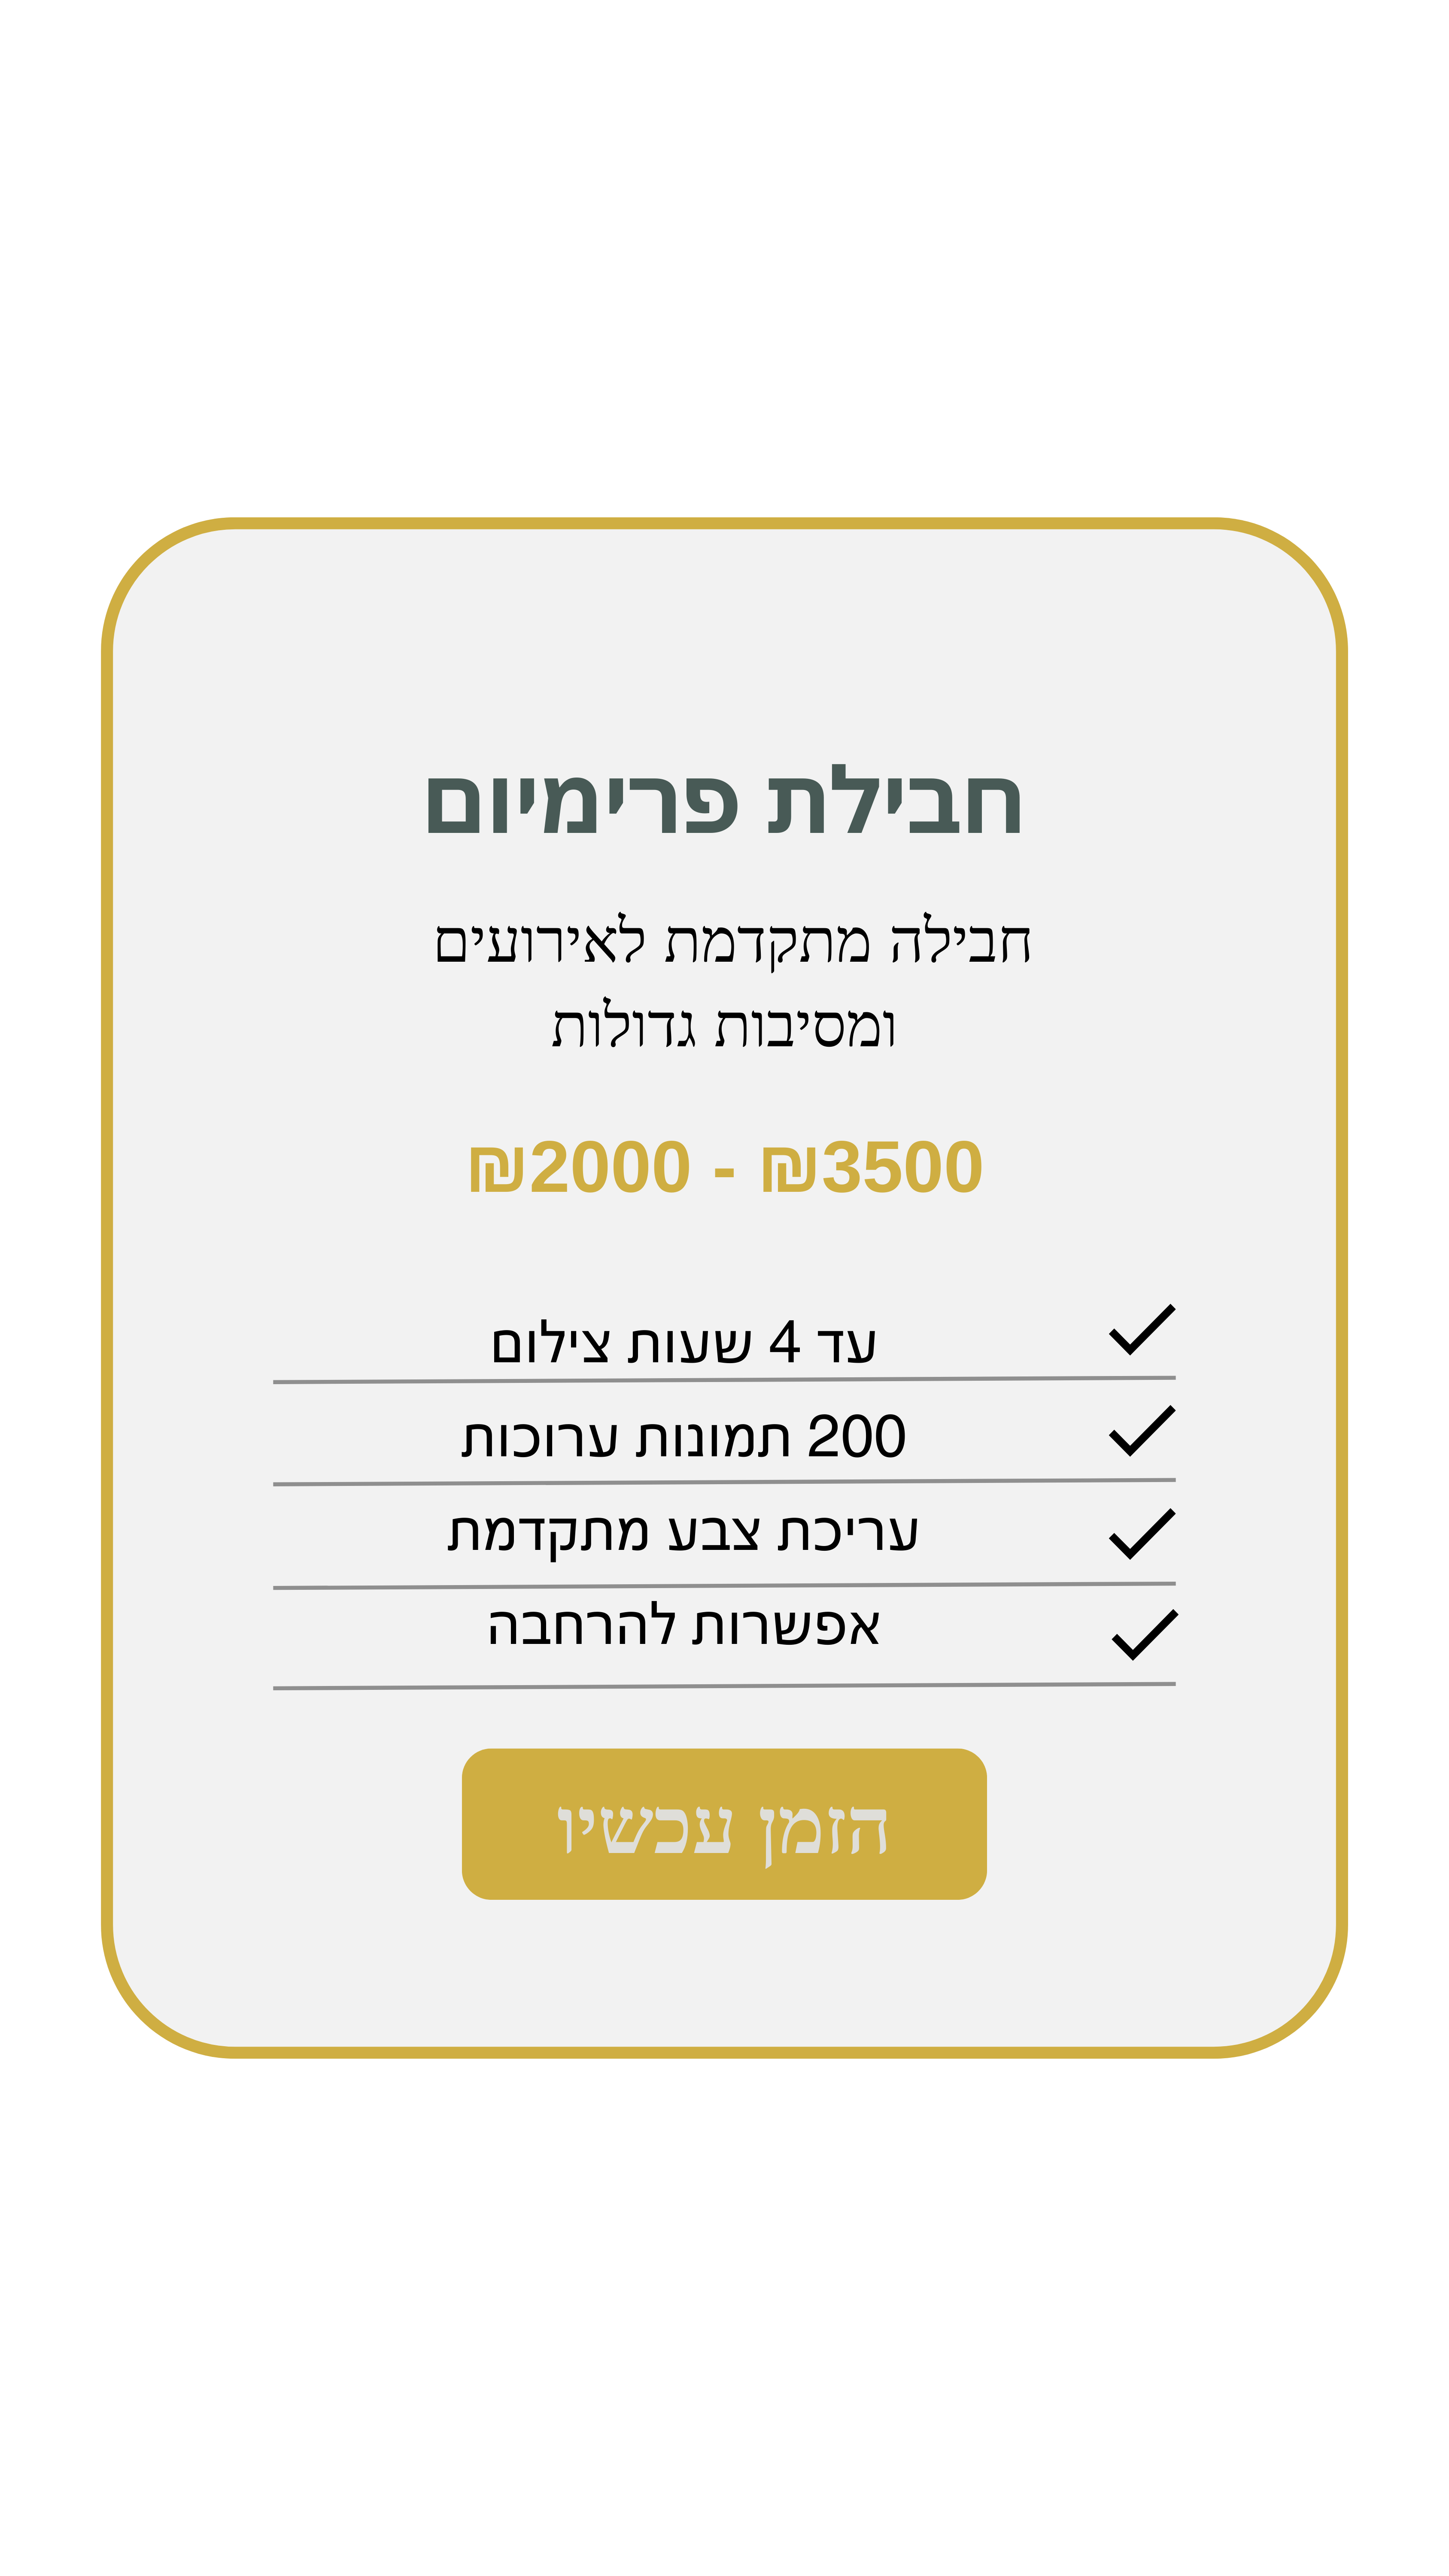 חבילת פרימיום
חבילה מתקדמת לאירועים
ומסיבות גדולות
3500₪ - 2000₪
עד 4 שעות צילום
200 תמונות ערוכות
עריכת צבע מתקדמת
אפשרות להרחבה
הזמן עכשיו